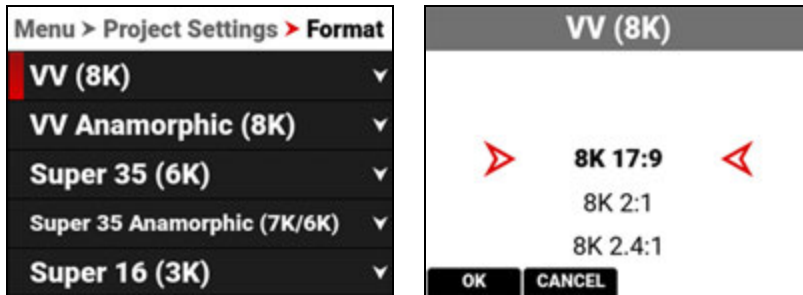 Menu > Project Settings > Format
VV (8K)
VV Anamorphic (8K)
Super 35 (6K)
Super 35 Anamorphic (7K/6K)
Super 16 (3K)
VV (8K)
8K 17:9
8K 2:1
8K 2.4:1
OK CANCEL